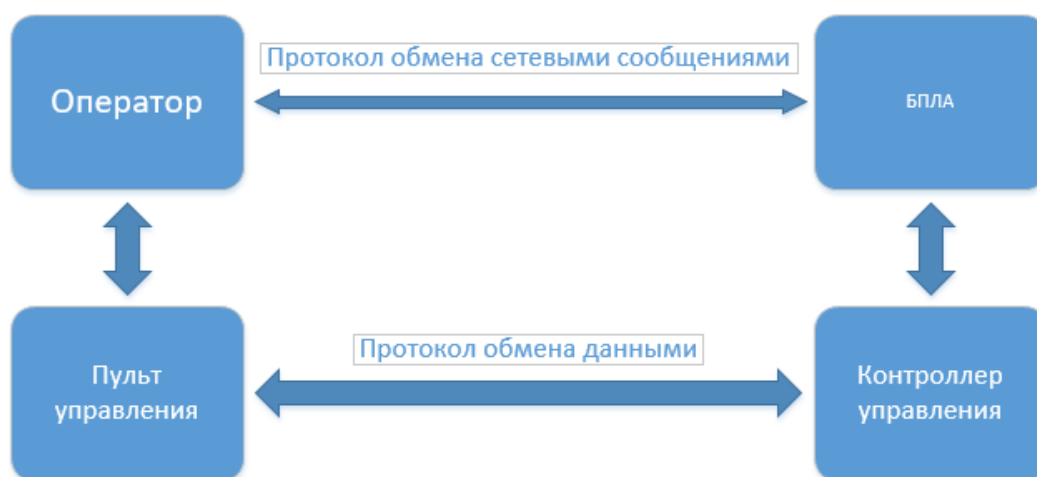 Протокол обмена сетевыми сообщениями
Оператор
БПЛА
Протокол обмена данными
Пульт
управления
Контроллер
управления